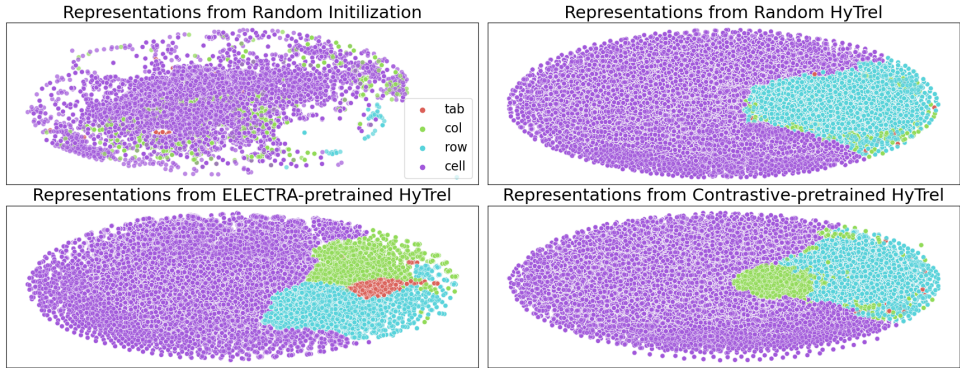 Representations from Random Initilization
Representations from Random HyTrel
tab
col
row
cell
Representations from ELECTRA-pretrained HyTrel
Representations from Contrastive-pretrained HyTrel